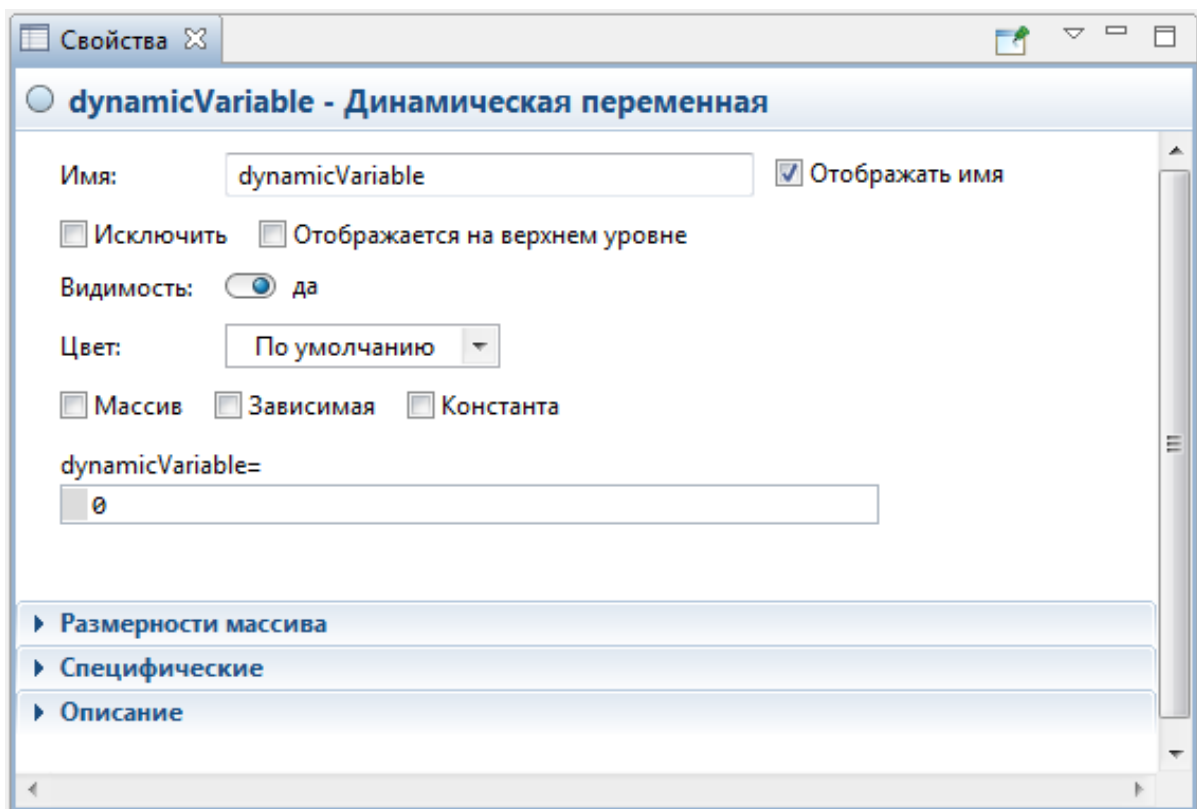 Свойства
dynamicVariable - Динамическая переменная
Имя: dynamicVariable Отображать имя
Исключить Отображается на верхнем уровне
Видимость: да
Цвет: По умолчанию
Массив Зависимая Константа
dynamicVariable=
0
Размерности массива
Специфические
Описание